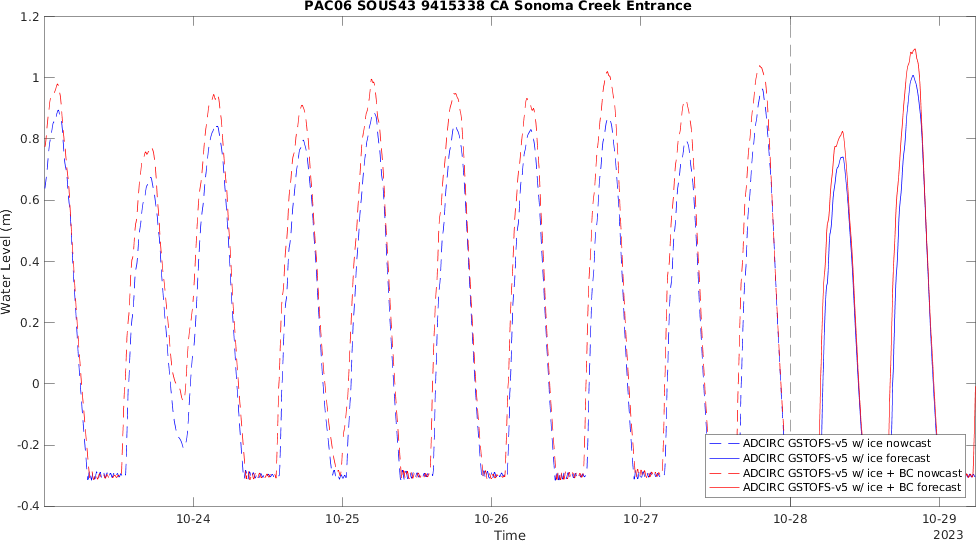 PAC06 SOUS43 9415338 CA Sonoma Creek Entrance
1.2
1
0.8
0.6
0.4
0.2
0
-0.2
-0.4
Water Level (m)
ADCIRC GSTOFS-v5 w/ ice nowcast
ADCIRC GSTOFS-v5 w/ ice forecast
ADCIRC GSTOFS-v5 w/ ice + BC nowcast
ADCIRC GSTOFS-v5 w/ ice + BC forecast
10-24 10-25 10-26 10-27 10-28 10-29
Time 2023